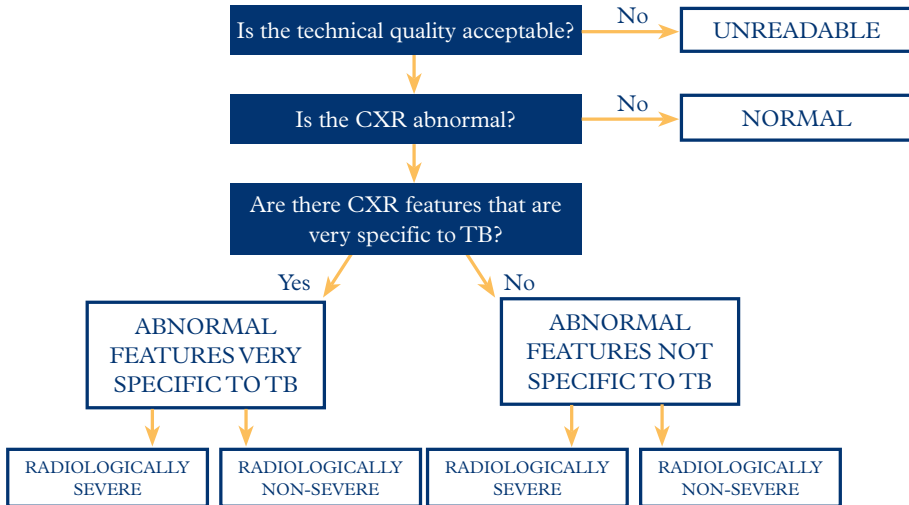 Is the technical quality acceptable?
No
UNREADABLE
Is the CXR abnormal?
No
NORMAL
Are there CXR features that are
very specific to TB?
Yes
No
ABNORMAL
FEATURES VERY
SPECIFIC TO TB
ABNORMAL
FEATURES NOT
SPECIFIC TO TB
RADIOLOGICALLY
SEVERE
RADIOLOGICALLY
NON-SEVERE
RADIOLOGICALLY
SEVERE
RADIOLOGICALLY
NON-SEVERE